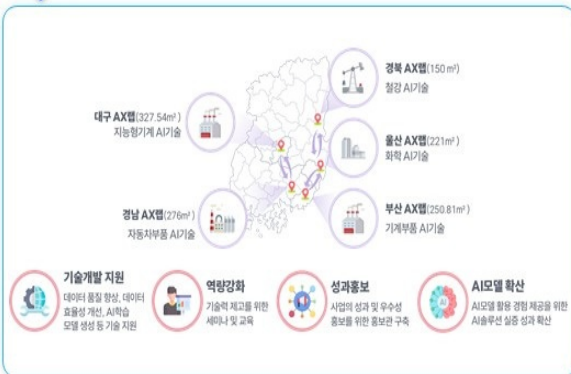 경북 AX랩(150 m²)
철강 AI기술
대구 AX랩(327.54m²)
지능형기계 AI기술
울산 AX랩(221m²)
화학 AI기술
경남 AX랩(276m²)
자동차부품 AI기술
부산 AX랩(250.81m²)
기계부품 AI기술
기술개발 지원
데이터 품질 향상, 데이터
효율성 개선, AI학습
모델 생성 등 기술 지원
역량강화
기술력 제고를 위한
세미나 및 교육
성과홍보
사업의 성과 및 우수성
홍보를 위한 홍보관 구축
AI모델 확산
AI모델 활용 경험 제공을 위한
AI솔루션 실증 성과 확산
AI